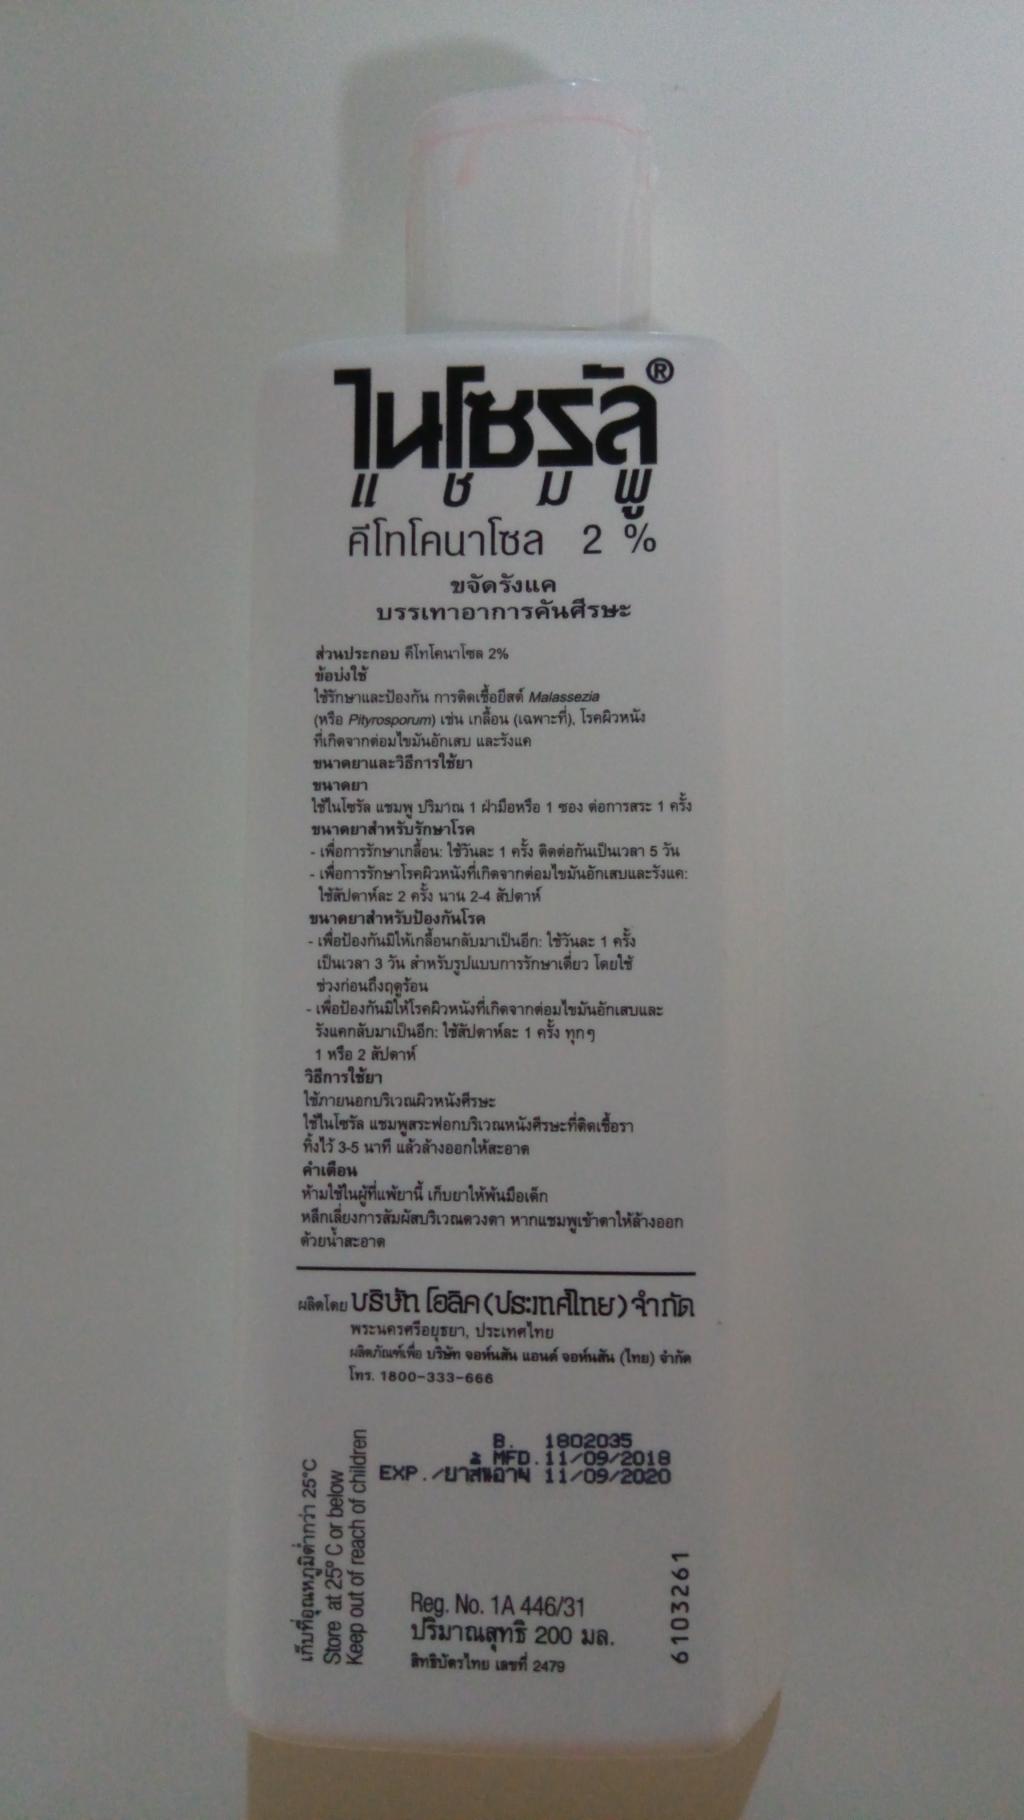 ไนโซรัล®
แชมพู
คีโทโคนาโซล 2 %
ขจัดรังแค
บรรเทาอาการคันศีรษะ
ส่วนประกอบ คีโทโคนาโซล 2%
ข้อบ่งใช้
ใช้รักษาและป้องกัน การติดเชื้อยีสต์ Malassezia
(หรือ Pityrosporum) เช่น เกลื้อน (เฉพาะที่), โรคผิวหนัง
ที่เกิดจากต่อมไขมันอักเสบ และรังแค
ขนาดยาและวิธีการใช้ยา
ขนาดยา
ใช้ไนโซรัล แชมพู ปริมาณ 1 ฝ่ามือหรือ 1 ซอง ต่อการสระ 1 ครั้ง
ขนาดยาสำหรับรักษาโรค
- เพื่อการรักษาเกลื้อน: ใช้วันละ 1 ครั้ง ติดต่อกันเป็นเวลา 5 วัน
- เพื่อการรักษาโรคผิวหนังที่เกิดจากต่อมไขมันอักเสบและรังแค:
ใช้สัปดาห์ละ 2 ครั้ง นาน 2-4 สัปดาห์
ขนาดยาสำหรับป้องกันโรค
- เพื่อป้องกันมิให้เกลื้อนกลับมาเป็นอีก: ใช้วันละ 1 ครั้ง
เป็นเวลา 3 วัน สำหรับรูปแบบการรักษาเดี่ยว โดยใช้
ช่วงก่อนถึงฤดูร้อน
- เพื่อป้องกันมิให้โรคผิวหนังที่เกิดจากต่อมไขมันอักเสบและ
รังแคกลับมาเป็นอีก: ใช้สัปดาห์ละ 1 ครั้ง ทุกๆ
1 หรือ 2 สัปดาห์
วิธีการใช้ยา
ใช้ภายนอกบริเวณผิวหนังศีรษะ
ใช้ไนโซรัล แชมพูสระฟอกบริเวณหนังศีรษะที่ติดเชื้อรา
ทิ้งไว้ 3-5 นาที แล้วล้างออกให้สะอาด
คำเตือน
ห้ามใช้ในผู้ที่แพ้ยานี้ เก็บยาให้พ้นมือเด็ก
หลีกเลี่ยงการสัมผัสบริเวณดวงตา หากแชมพูเข้าตาให้ล้างออก
ด้วยน้ำสะอาด
ผลิตโดย บริษัท โอลิค (ประเทศไทย) จำกัด
พระนครศรีอยุธยา, ประเทศไทย
ผลิตภัณฑ์เพื่อ บริษัท จอห์นสัน แอนด์ จอห์นสัน (ไทย) จำกัด
โทร. 1800-333-666
B. 1802035
MFD. 11/09/2018
EXP./ยาสิ้นอายุ 11/09/2020
เก็บที่อุณหภูมิต่ำกว่า 25°C
Store at 25° C or below
Keep out of reach of children
Reg. No. 1A 446/31
ปริมาณสุทธิ 200 มล.
สิทธิบัตรไทย เลขที่ 2479
6103261